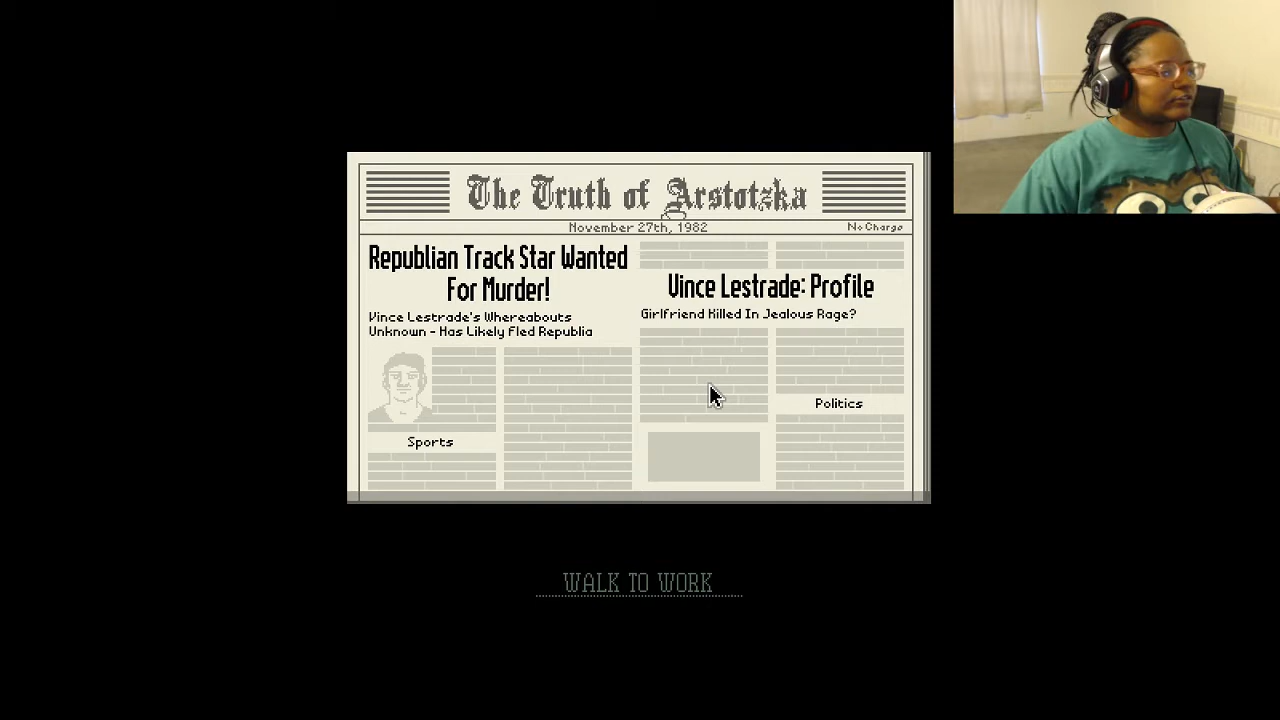 The Truth of Arstotzka
November 27th, 1982
No Charge
Republian Track Star Wanted
For Murder!
Vince Lestrade's Whereabouts
Unknown - Has Likely Fled Republia
Sports
Vince Lestrade: Profile
Girlfriend Killed In Jealous Rage?
Politics
WALK TO WORK